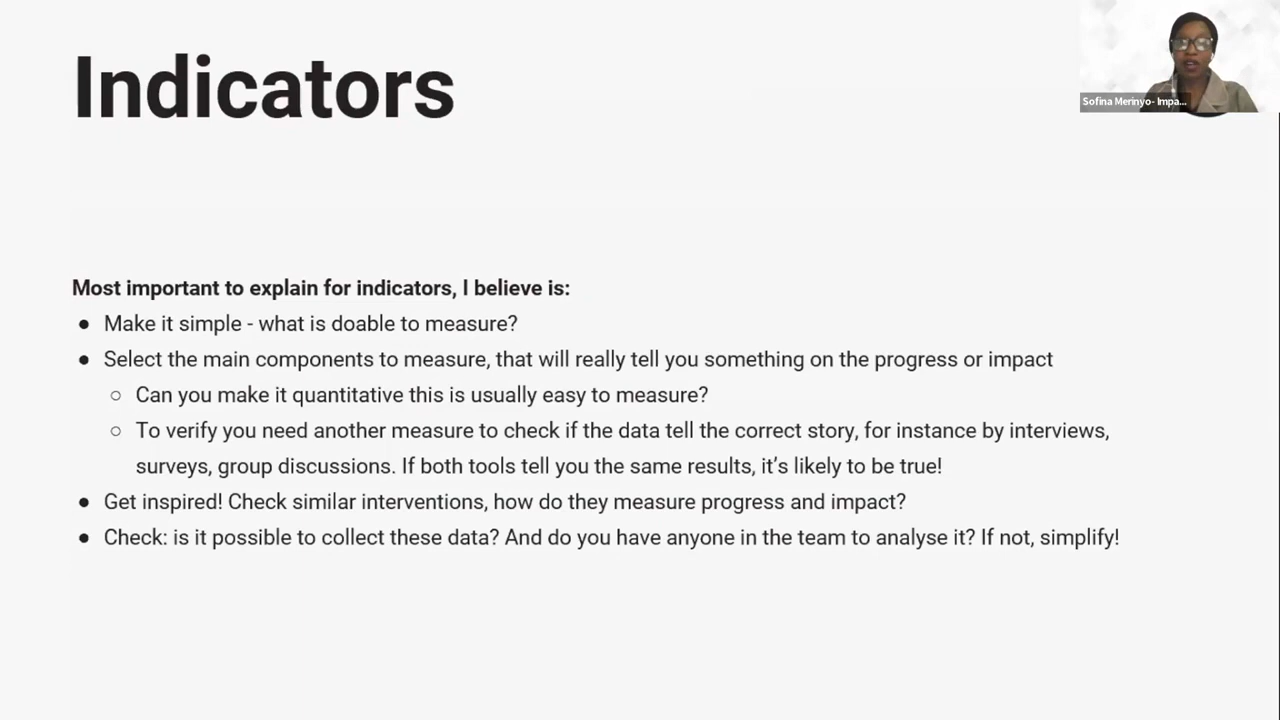 Indicators
Sofina Merinyo- Impa...
Most important to explain for indicators, I believe is:
● Make it simple - what is doable to measure?
● Select the main components to measure, that will really tell you something on the progress or impact
○ Can you make it quantitative this is usually easy to measure?
○ To verify you need another measure to check if the data tell the correct story, for instance by interviews,
surveys, group discussions. If both tools tell you the same results, it’s likely to be true!
● Get inspired! Check similar interventions, how do they measure progress and impact?
● Check: is it possible to collect these data? And do you have anyone in the team to analyse it? If not, simplify!